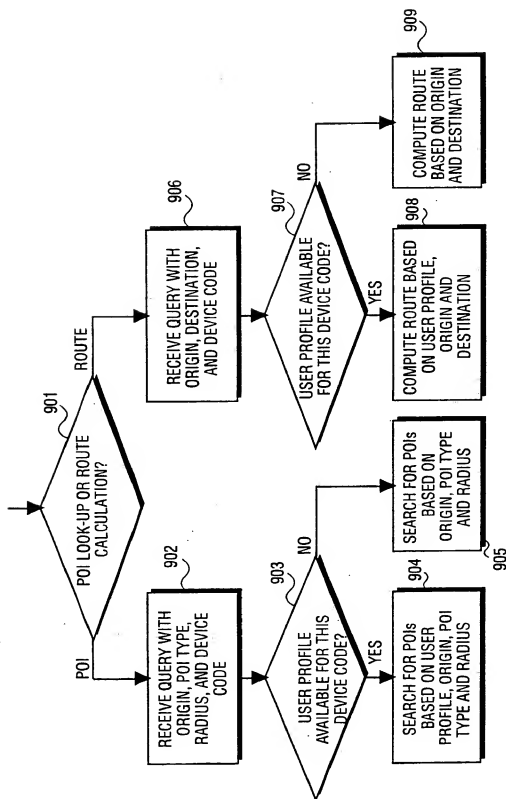 901
POI LOOK-UP OR ROUTE
CALCULATION?
POI
ROUTE
902
RECEIVE QUERY WITH
ORIGIN, POI TYPE,
RADIUS, AND DEVICE
CODE
903
USER PROFILE
AVAILABLE FOR THIS
DEVICE CODE?
NO
YES
904
SEARCH FOR POIs
BASED ON USER
PROFILE, ORIGIN, POI
TYPE AND RADIUS
SEARCH FOR POIs
BASED ON
ORIGIN, POI TYPE
AND RADIUS
905
906
RECEIVE QUERY WITH
ORIGIN, DESTINATION,
AND DEVICE CODE
907
USER PROFILE AVAILABLE
FOR THIS DEVICE CODE?
NO
YES
908
COMPUTE ROUTE BASED
ON USER PROFILE,
ORIGIN AND
DESTINATION
909
COMPUTE ROUTE
BASED ON ORIGIN
AND DESTINATION